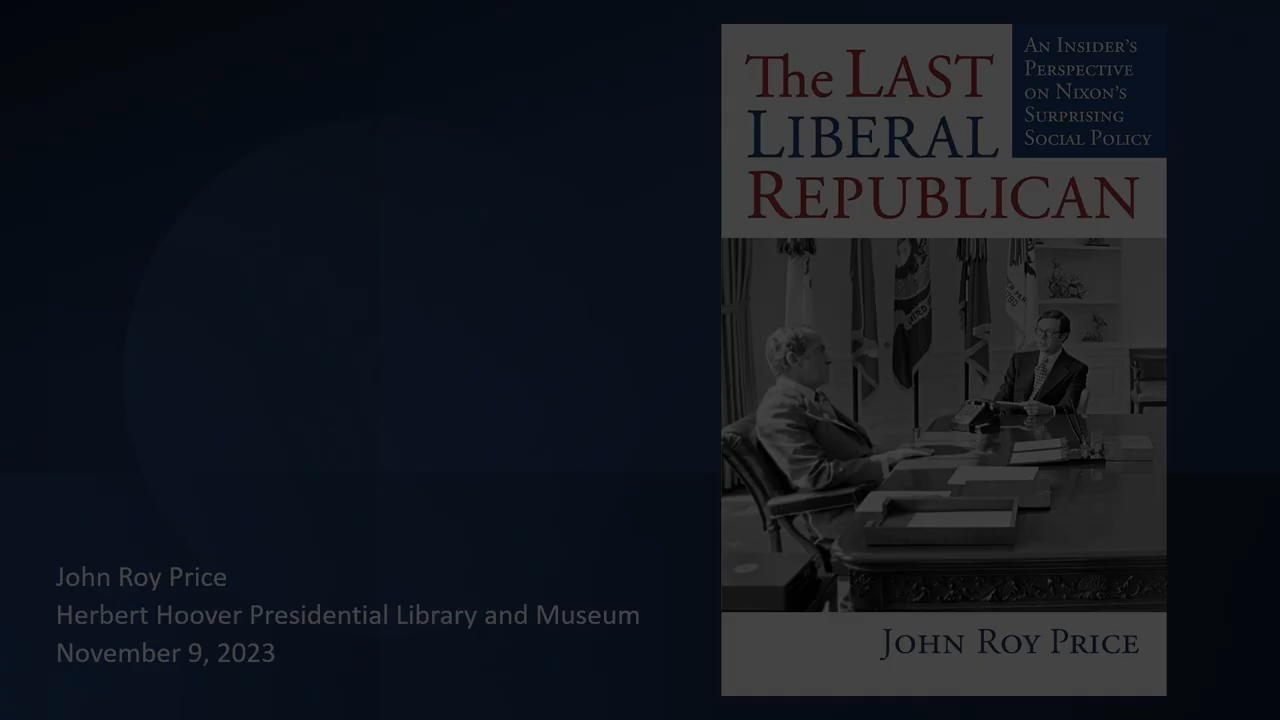 The LAST
LIBERAL
REPUBLICAN
An Insider's
Perspective
on Nixon's
Surprising
Social Policy
John Roy Price
John Roy Price
Herbert Hoover Presidential Library and Museum
November 9, 2023